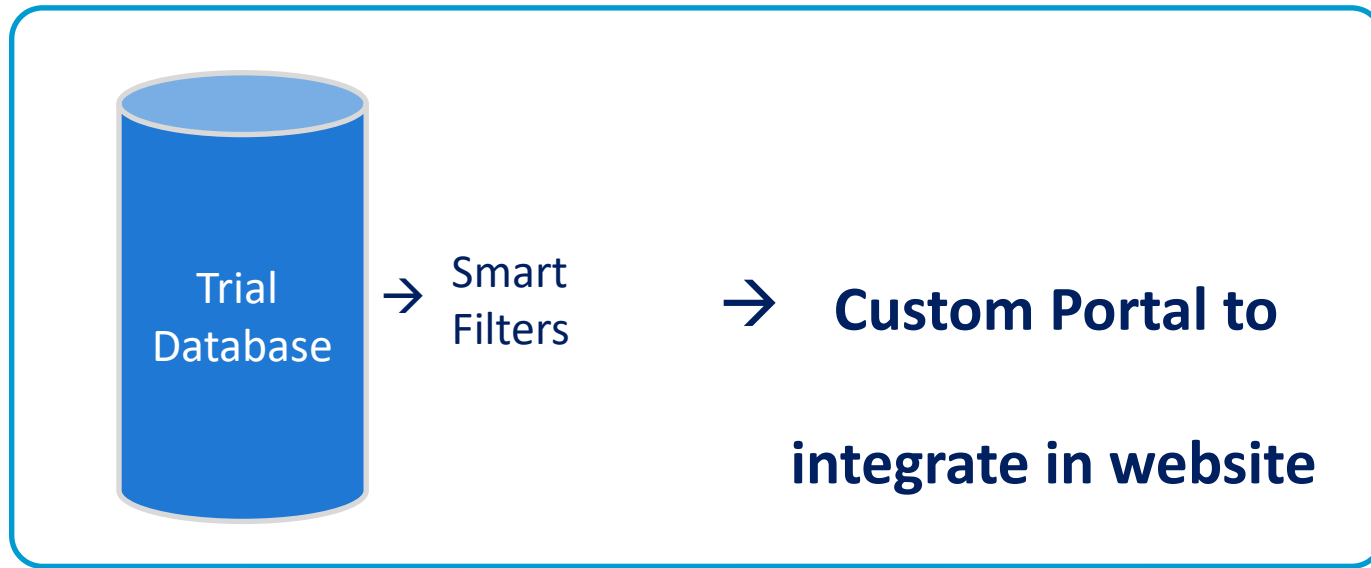 Trial
Database
→ Smart
Filters
→ Custom Portal to
integrate in website